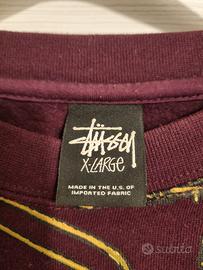 Stüssy
X-LARGE
MADE IN THE U.S. OF
IMPORTED FABRIC
subito